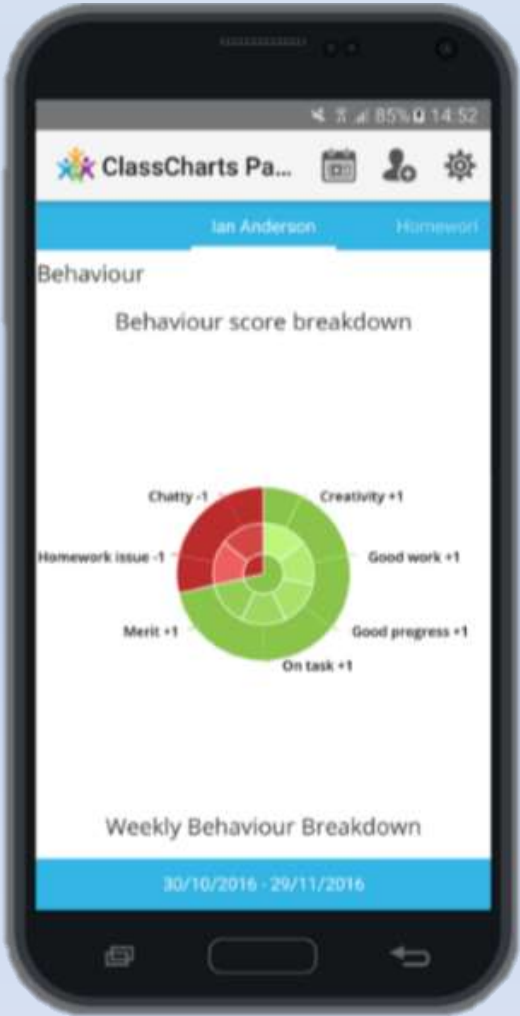 85% 14:52
ClassCharts Pa...
Ian Anderson
Homeworl
Behaviour
Behaviour score breakdown
Chatty -1
Creativity +1
Homework issue -1
Good work +1
Merit +1
Good progress +1
On task +1
Weekly Behaviour Breakdown
30/10/2016 - 29/11/2016